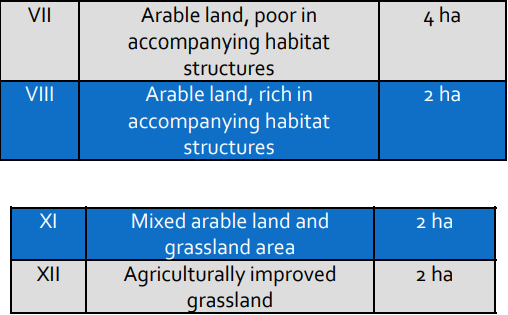 VII Arable land, poor in 4 ha
accompanying habitat
structures
VIII Arable land, rich in 2 ha
accompanying habitat
structures
XI Mixed arable land and 2 ha
grassland area
XII Agriculturally improved 2 ha
grassland